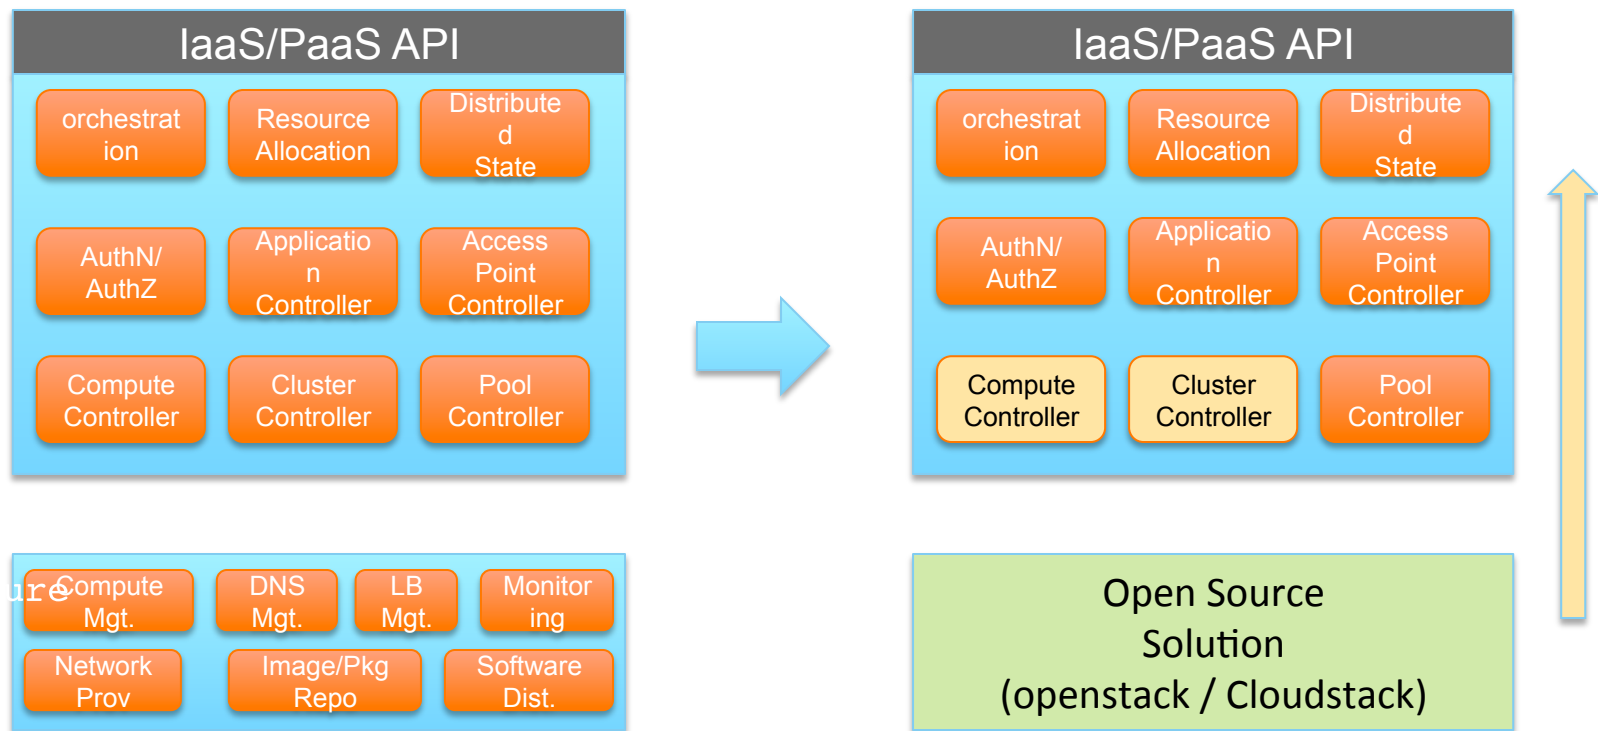 IaaS/PaaS API
orchestrat
ion
Resource
Allocation
Distribute
d
State
AuthN/
AuthZ
Applicatio
n
Controller
Access
Point
Controller
Compute
Controller
Cluster
Controller
Pool
Controller
ure
Compute
Mgt.
DNS
Mgt.
LB
Mgt.
Monitor
ing
Network
Prov
Image/Pkg
Repo
Software
Dist.
IaaS/PaaS API
orchestrat
ion
Resource
Allocation
Distribute
d
State
AuthN/
AuthZ
Applicatio
n
Controller
Access
Point
Controller
Compute
Controller
Cluster
Controller
Pool
Controller
Open Source
Solution
(openstack / Cloudstack)